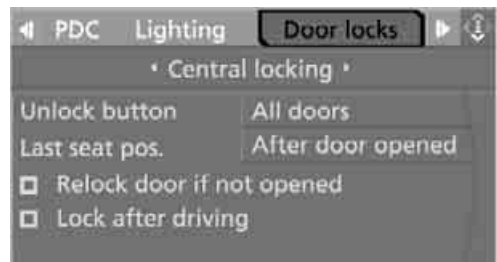 PDC Lighting Door locks
• Central locking •
Unlock button All doors
Last seat pos. After door opened
Relock door if not opened
Lock after driving